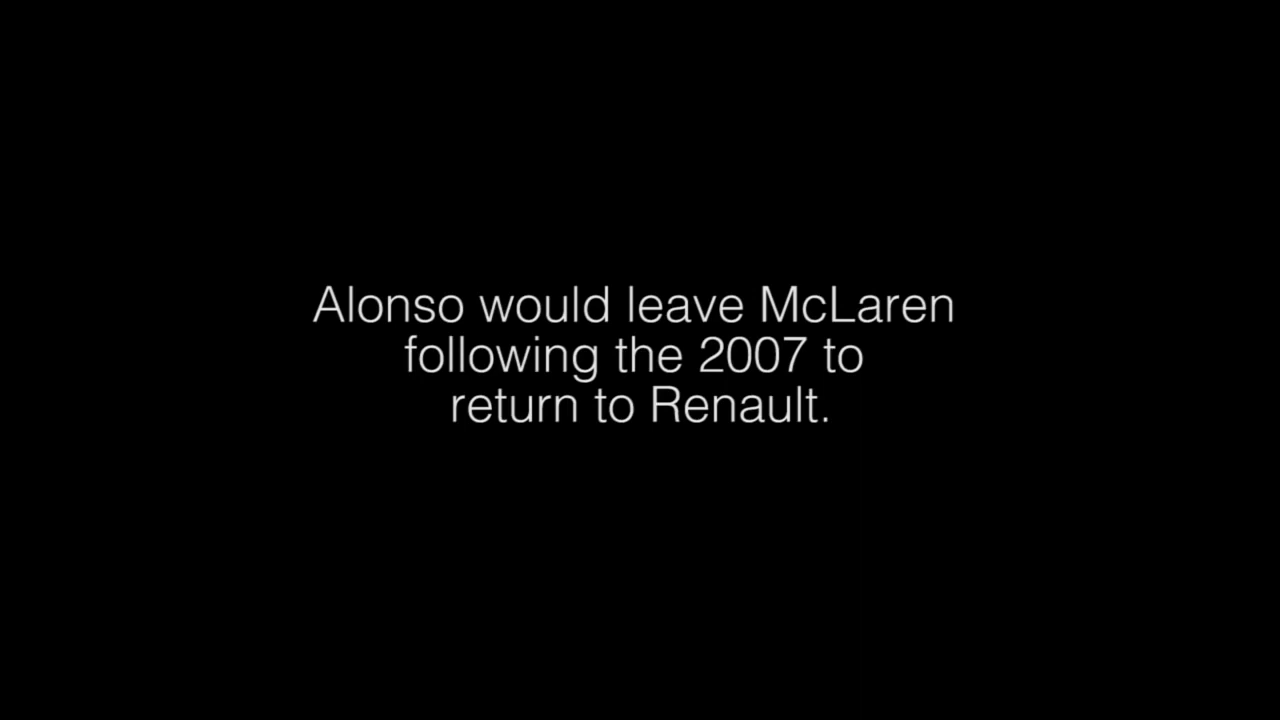 Alonso would leave McLaren
following the 2007 to
return to Renault.